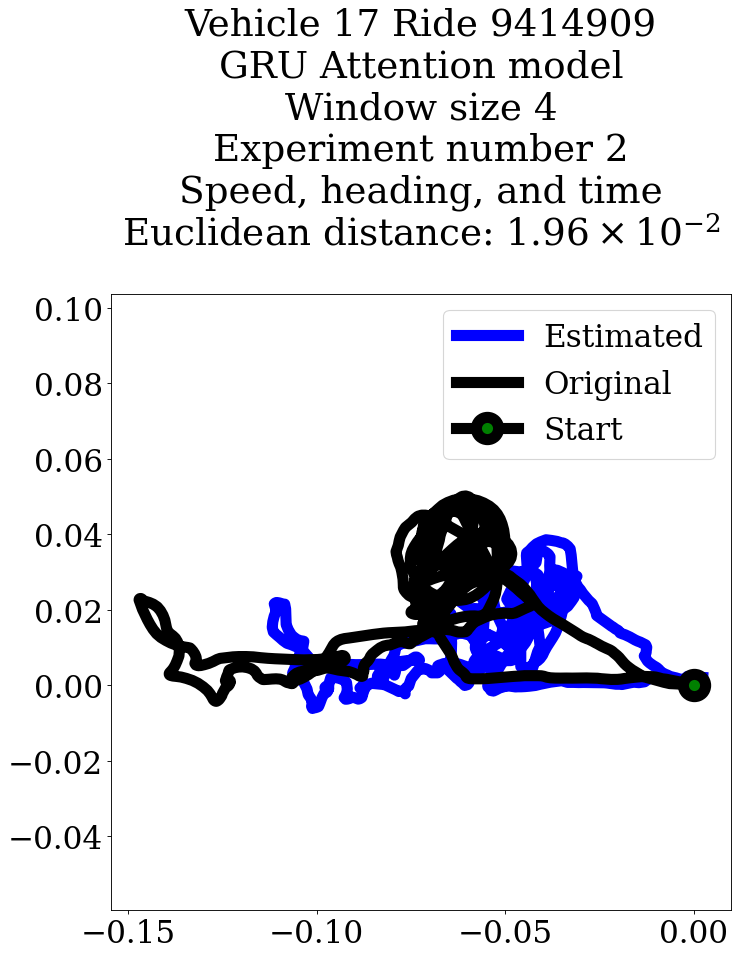 Vehicle 17 Ride 9414909
GRU Attention model
Window size 4
Experiment number 2
Speed, heading, and time
Euclidean distance: 1.96 × 10⁻²
Estimated
Original
Start
0.10
0.08
0.06
0.04
0.02
0.00
−0.02
−0.04
−0.15 −0.10 −0.05 0.00